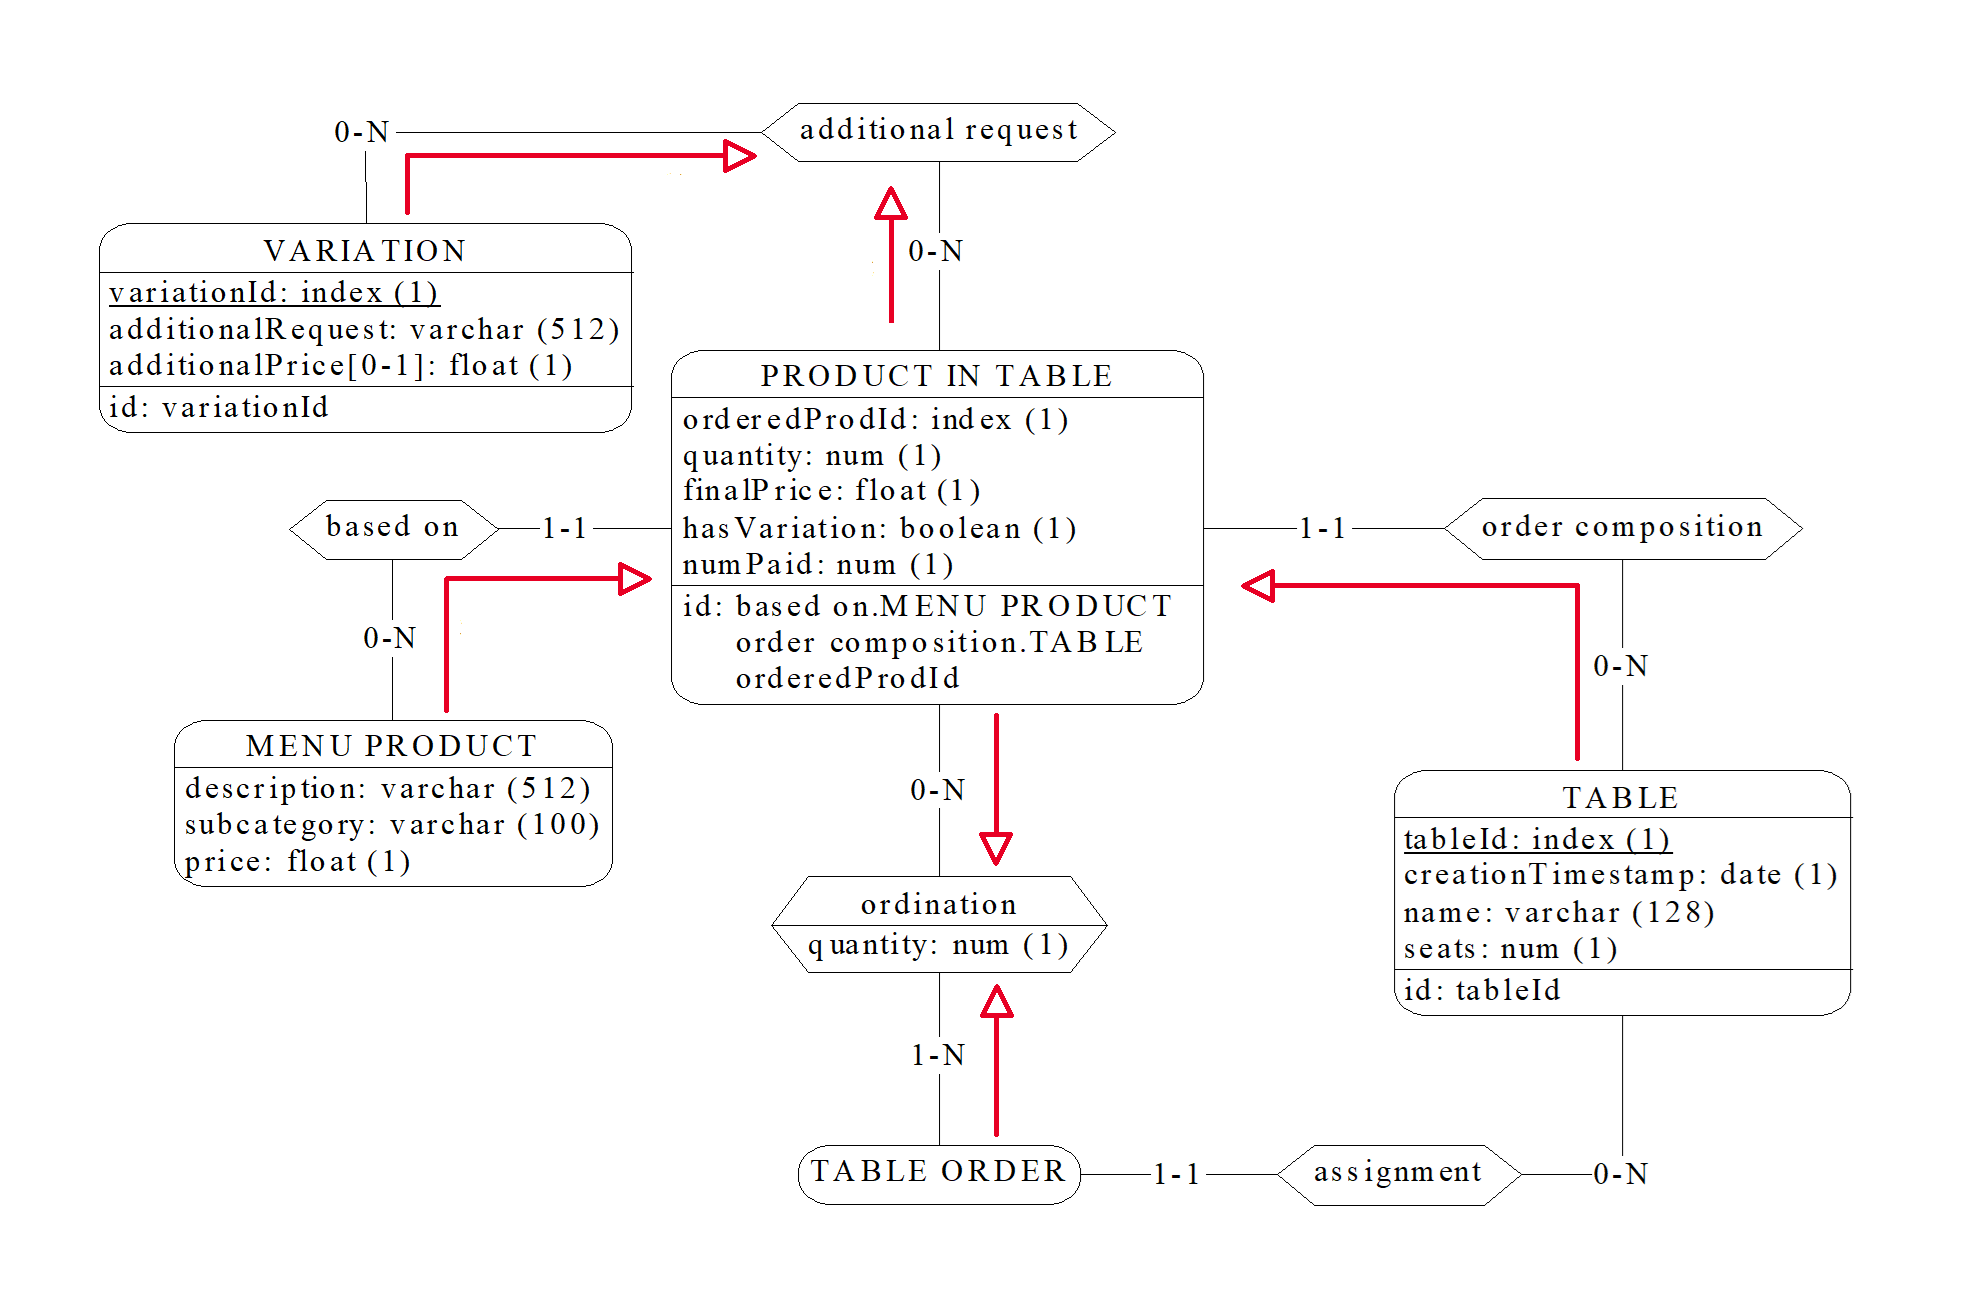 0-N
additional request
0-N
VARIATION
variationId: index (1)
additionalRequest: varchar (512)
additionalPrice[0-1]: float (1)
id: variationId
PRODUCT IN TABLE
orderedProdId: index (1)
quantity: num (1)
finalPrice: float (1)
hasVariation: boolean (1)
numPaid: num (1)
id: based on.MENU PRODUCT
order composition.TABLE
orderedProdId
based on
1-1
1-1
order composition
0-N
0-N
MENU PRODUCT
description: varchar (512)
subcategory: varchar (100)
price: float (1)
0-N
TABLE
tableId: index (1)
creationTimestamp: date (1)
name: varchar (128)
seats: num (1)
id: tableId
ordination
quantity: num (1)
1-N
TABLE ORDER
1-1
assignment
0-N